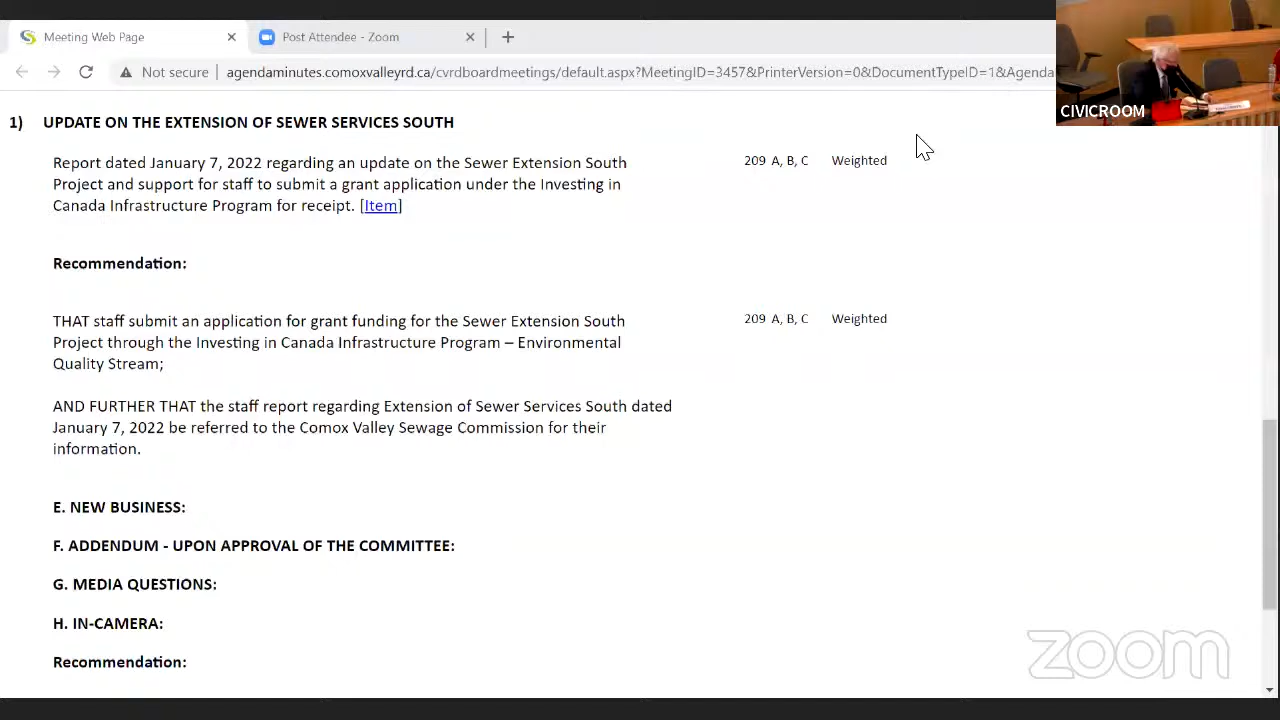 Meeting Web Page
Post Attendee - Zoom
Not secure
agendaminutes.comoxvalleyrd.ca/cvrdboardmeetings/default.aspx?MeetingID=3457&PrinterVersion=0&DocumentTypeID=1&Agenda
CIVICROOM
1) UPDATE ON THE EXTENSION OF SEWER SERVICES SOUTH
Report dated January 7, 2022 regarding an update on the Sewer Extension South 209 A, B, C Weighted
Project and support for staff to submit a grant application under the Investing in
Canada Infrastructure Program for receipt. [Item]
Recommendation:
THAT staff submit an application for grant funding for the Sewer Extension South 209 A, B, C Weighted
Project through the Investing in Canada Infrastructure Program – Environmental
Quality Stream;
AND FURTHER THAT the staff report regarding Extension of Sewer Services South dated
January 7, 2022 be referred to the Comox Valley Sewage Commission for their
information.
E. NEW BUSINESS:
F. ADDENDUM - UPON APPROVAL OF THE COMMITTEE:
G. MEDIA QUESTIONS:
H. IN-CAMERA:
Recommendation:
zoom